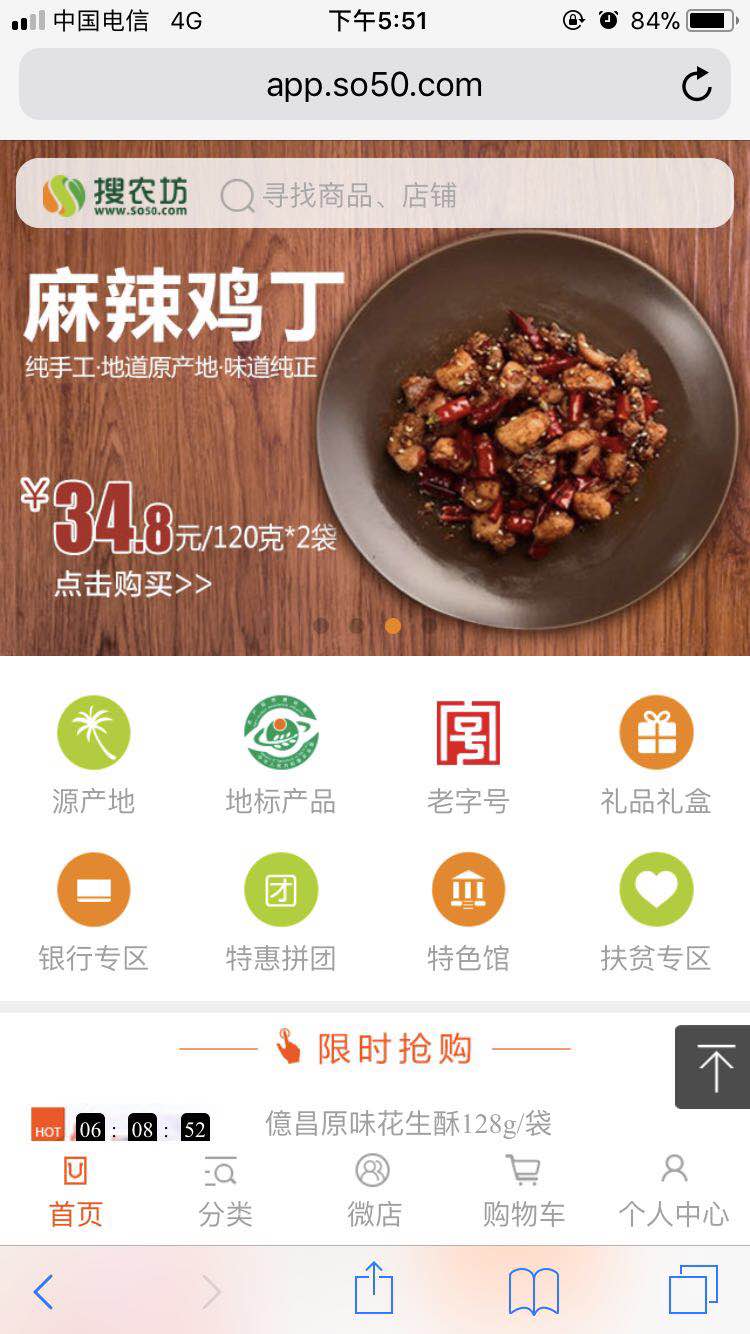 中国电信 4G 下午5:51 84%
app.so50.com
搜农坊
www.so50.com
寻找商品、店铺
麻辣鸡丁
纯手工·地道原产地·味道纯正
¥34.8元/120克*2袋
点击购买>>
源产地 地标产品 老字号 礼品礼盒
团
银行专区 特惠拼团 特色馆 扶贫专区
限时抢购
HOT 06 : 08 : 52 億昌原味花生酥128g/袋
首页 分类 微店 购物车 个人中心